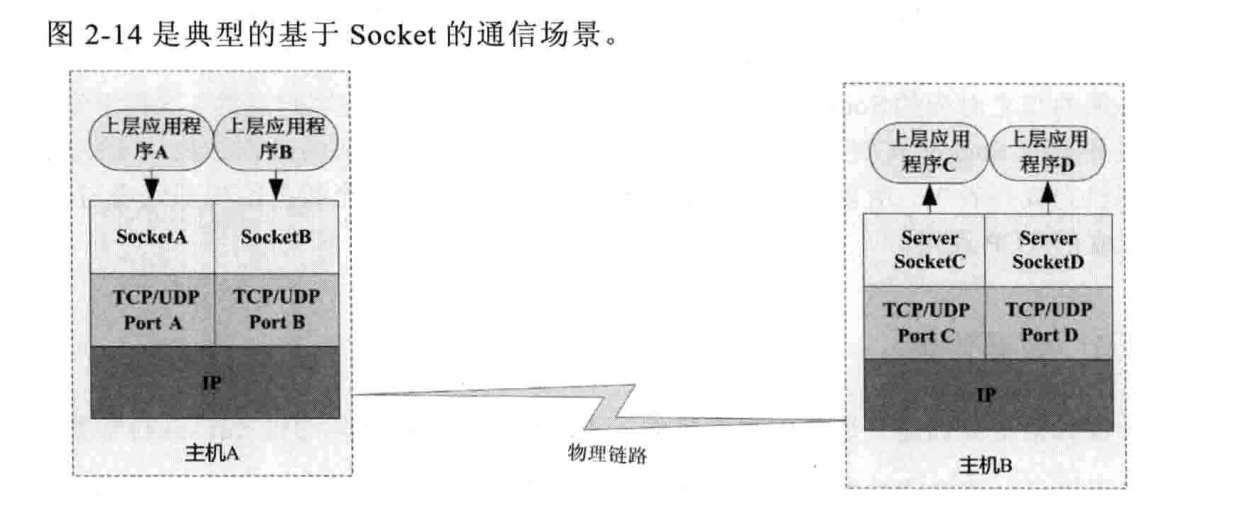 图 2-14 是典型的基于 Socket 的通信场景。
上层应用程
序A
上层应用程
序B
SocketA
SocketB
TCP/UDP
Port A
TCP/UDP
Port B
IP
主机A
物理链路
上层应用
程序C
上层应用
程序D
Server
SocketC
Server
SocketD
TCP/UDP
Port C
TCP/UDP
Port D
IP
主机B